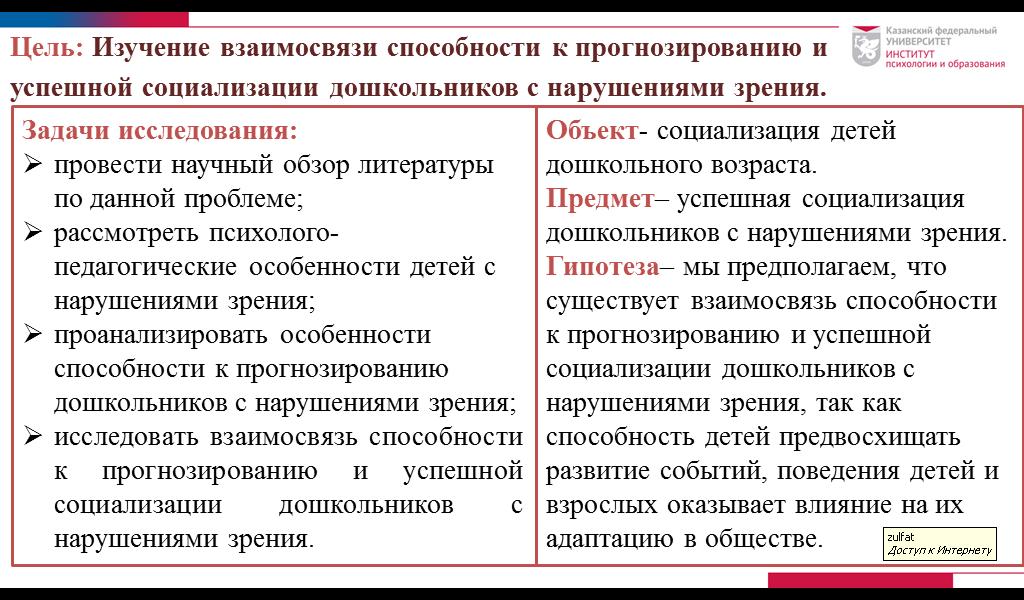 Цель: Изучение взаимосвязи способности к прогнозированию и
успешной социализации дошкольников с нарушениями зрения.
Казанский федеральный
УНИВЕРСИТЕТ
ИНСТИТУТ
психологии и образования
Задачи исследования:
провести научный обзор литературы
по данной проблеме;
рассмотреть психолого-
педагогические особенности детей с
нарушениями зрения;
проанализировать особенности
способности к прогнозированию
дошкольников с нарушениями зрения;
исследовать взаимосвязь способности
к прогнозированию и успешной
социализации дошкольников с
нарушениями зрения.
Объект- социализация детей
дошкольного возраста.
Предмет– успешная социализация
дошкольников с нарушениями зрения.
Гипотеза– мы предполагаем, что
существует взаимосвязь способности
к прогнозированию и успешной
социализации дошкольников с
нарушениями зрения, так как
способность детей предвосхищать
развитие событий, поведения детей и
взрослых оказывает влияние на их
адаптацию в обществе.
zulfat
Доступ к Интернету